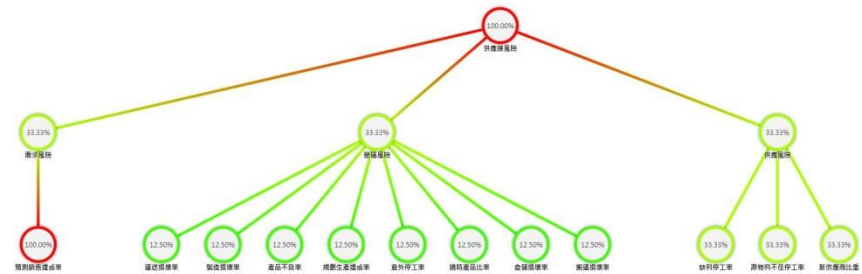 100.00%
供應鏈風險
33.33%
33.33%
33.33%
需求風險
營運風險
供應風險
100.00%
12.50%
12.50%
12.50%
12.50%
12.50%
12.50%
12.50%
12.50%
33.33%
33.33%
33.33%
預測銷售達成率
運送損壞率
製造損壞率
產品不良率
規劃生產達成率
意外停工率
過時產品比率
倉儲損壞率
搬運損壞率
缺料停工率
原物料不佳停工率
新供應商比重